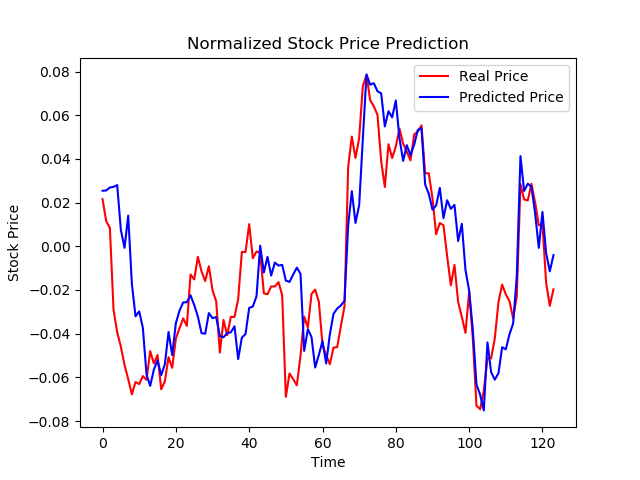 Normalized Stock Price Prediction
Real Price
Predicted Price
Stock Price
0.08
0.06
0.04
0.02
0.00
−0.02
−0.04
−0.06
−0.08
0 20 40 60 80 100 120
Time